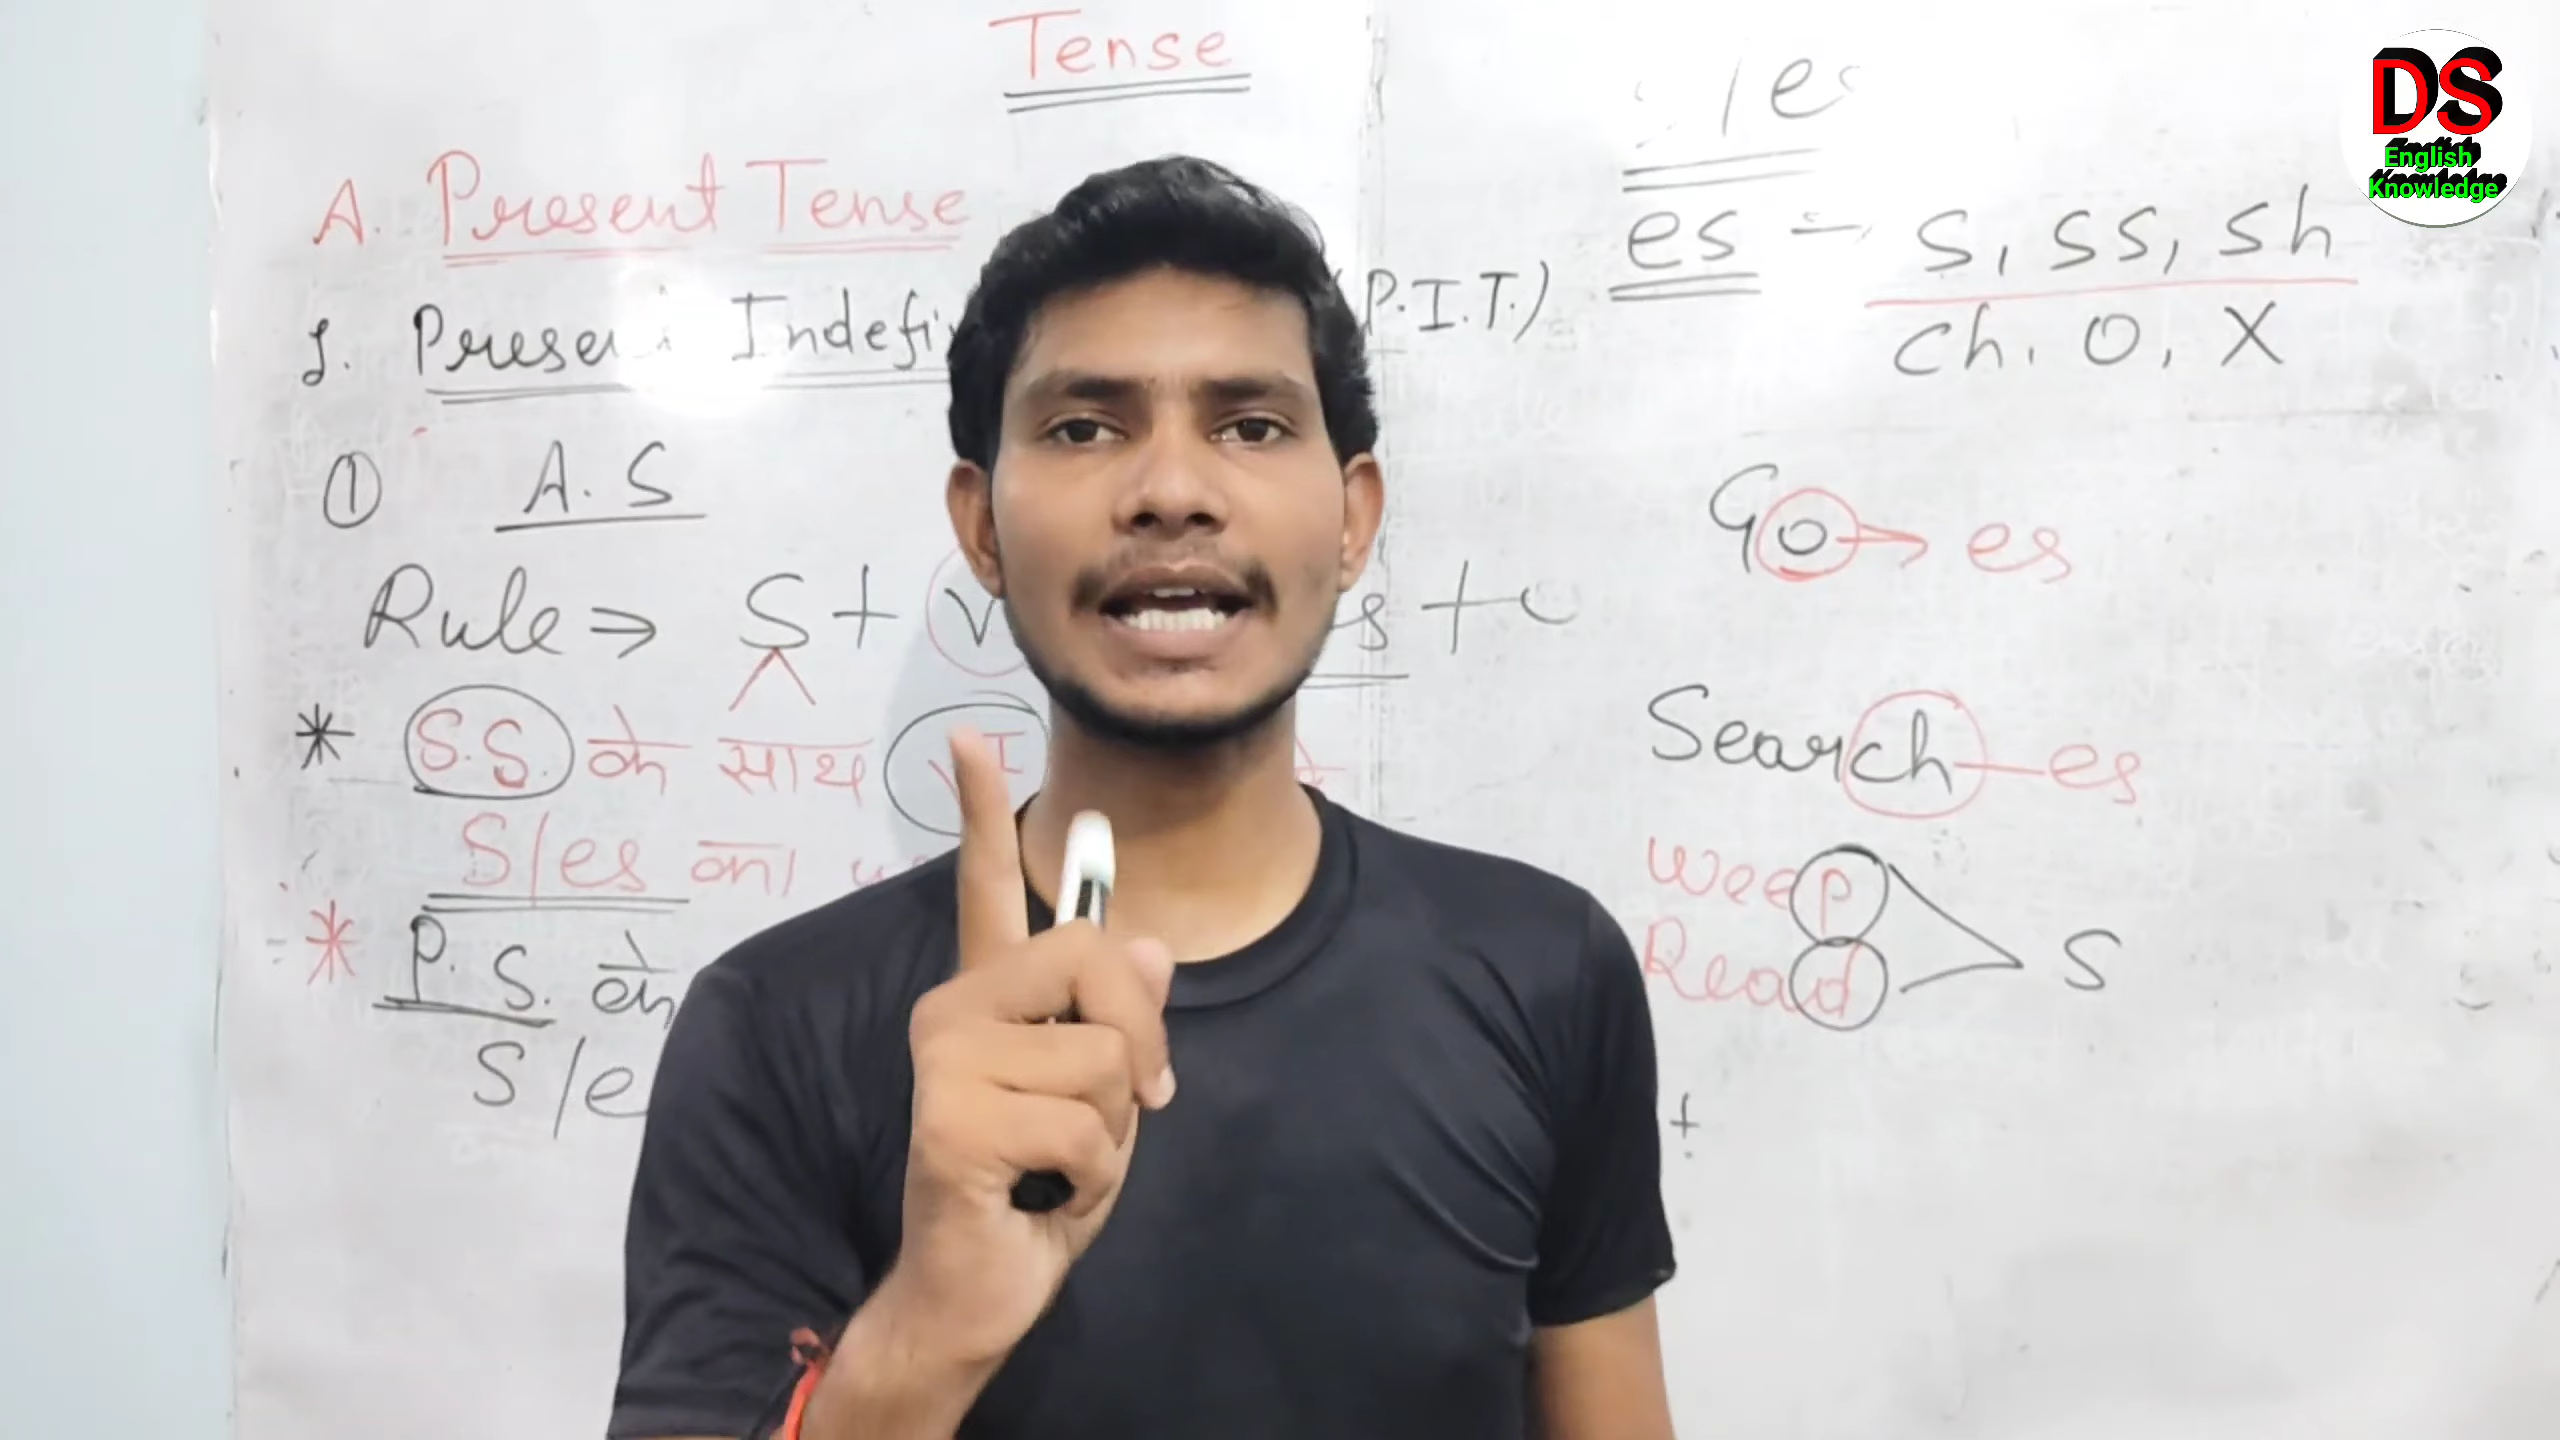 Tense
A. Present Tense
1. Present Indefi
(P.I.T.)
① A.S
Rule ⇒ S + V s +
* S.S. के साथ VI
S/es का
* P.S. के
S/e
es - s, ss, sh
ch, o, x
Go → es
Search — es
Weep
Read
S
+
DS
English
Knowledge